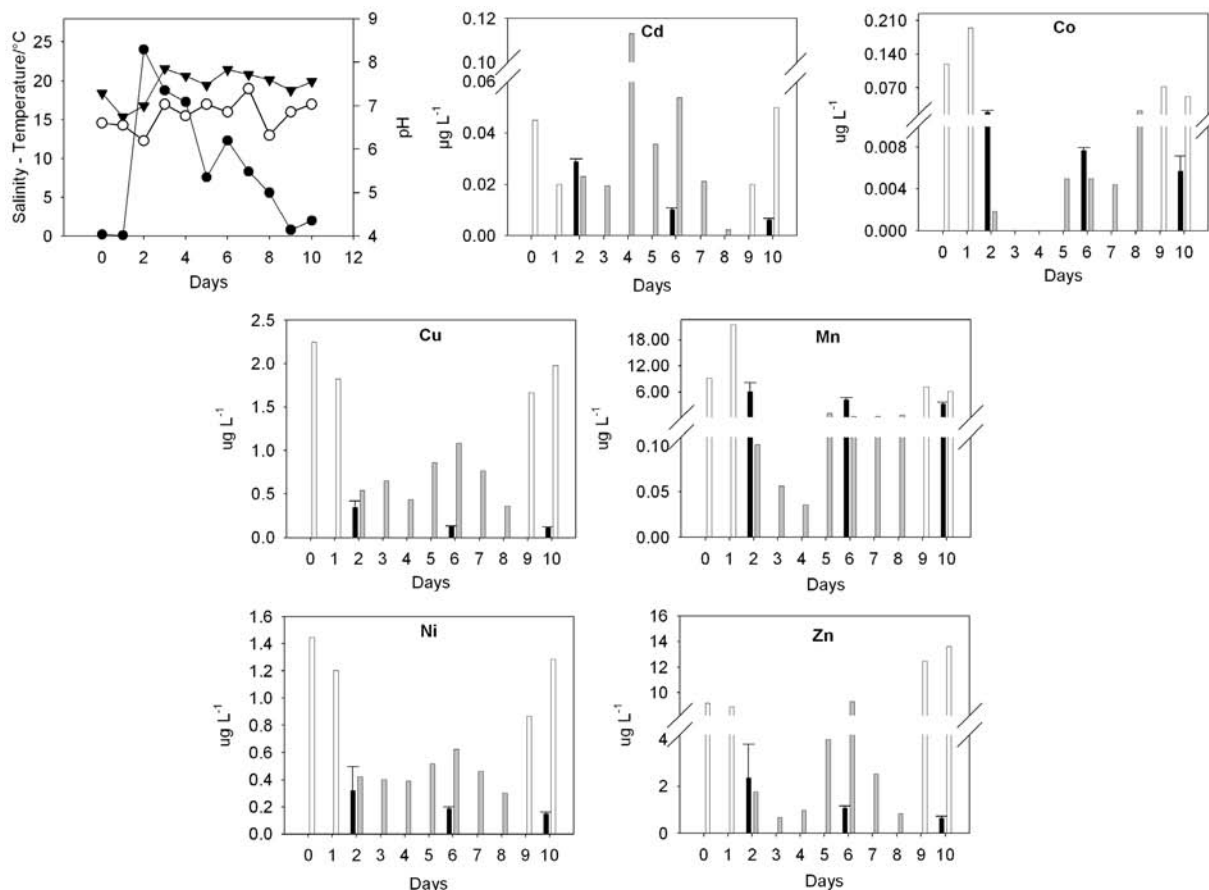 Salinity - Temperature/°C
25
20
15
10
5
0
9
8
7
6
5
4
pH
0 2 4 6 8 10 12
Days
Cd
µg L-1
0.12
0.10
0.06
0.04
0.02
0.00
0 1 2 3 4 5 6 7 8 9 10
Days
Co
ug L-1
0.210
0.140
0.070
0.008
0.004
0.000
0 1 2 3 4 5 6 7 8 9 10
Days
Cu
ug L-1
2.5
2.0
1.5
1.0
0.5
0.0
0 1 2 3 4 5 6 7 8 9 10
Days
Mn
ug L-1
18.00
12.00
6.00
0.10
0.05
0.00
0 1 2 3 4 5 6 7 8 9 10
Days
Ni
ug L-1
1.6
1.4
1.2
1.0
0.8
0.6
0.4
0.2
0.0
0 1 2 3 4 5 6 7 8 9 10
Days
Zn
ug L-1
16
14
12
10
4
2
0
0 1 2 3 4 5 6 7 8 9 10
Days